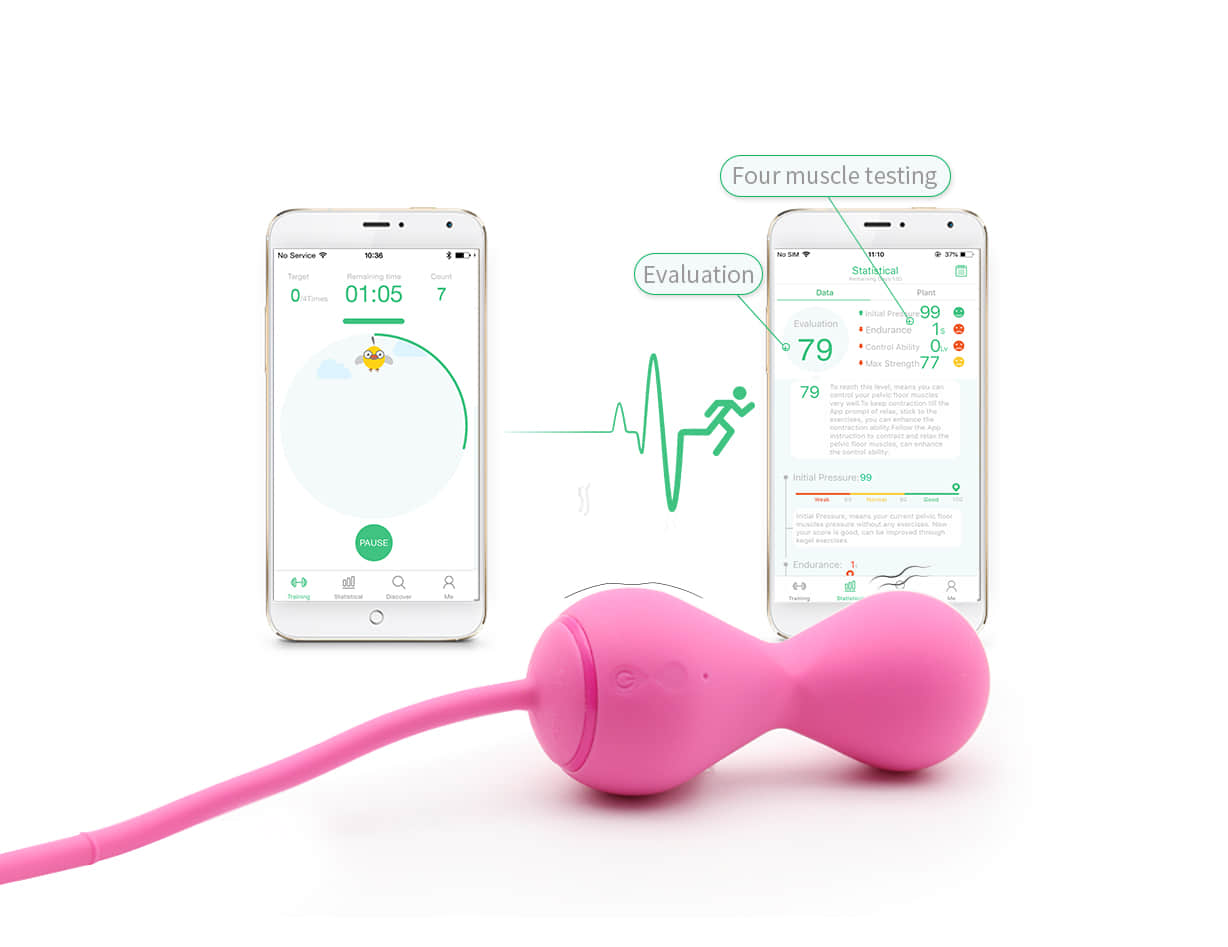 Four muscle testing
Evaluation
No Service
10:36
Target
Remaining time
Count
0/4Times
01:05
7
PAUSE
Training
Statistical
Discover
Me
No SIM
11:10
37%
Statistical
Data
Plant
Evaluation
79
Initial Pressure 99
Endurance 1s
Control Ability 0Lv
Max Strength 77
79
To reach this level, means you can
control your pelvic floor muscles
very well.To keep contraction till the
App prompt of relax, stick to the
exercises, you can enhance the
contraction ability.Follow the App
instruction to contract and relax the
pelvic floor muscles, can enhance
the control ability.
Initial Pressure:99
Weak
Normal
Good
100
Initial Pressure, means your current pelvic floor
muscles pressure without any exercises. Now
your score is good, can be improved through
kegel exercises.
Endurance: 1s
Training
Me